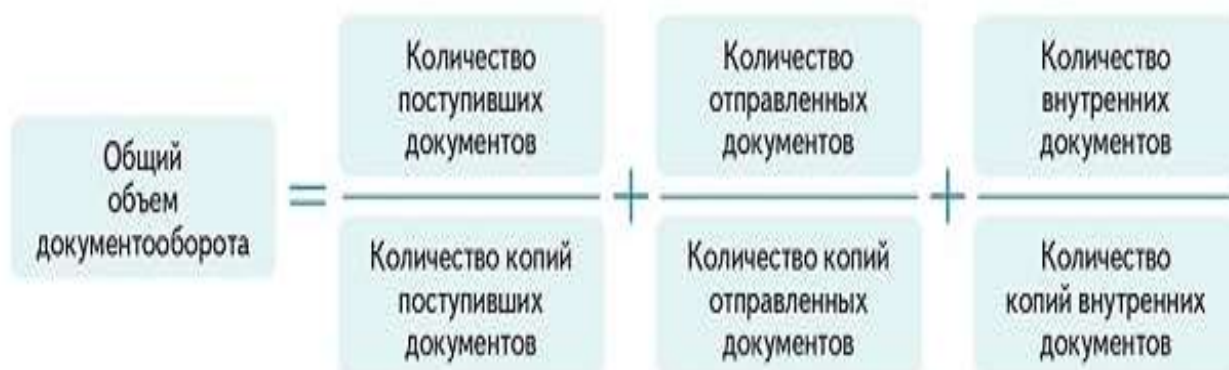 Общий
объем
документооборота
=
Количество
поступивших
документов
Количество копий
поступивших
документов
+
Количество
отправленных
документов
Количество копий
отправленных
документов
+
Количество
внутренних
документов
Количество
копий внутренних
документов